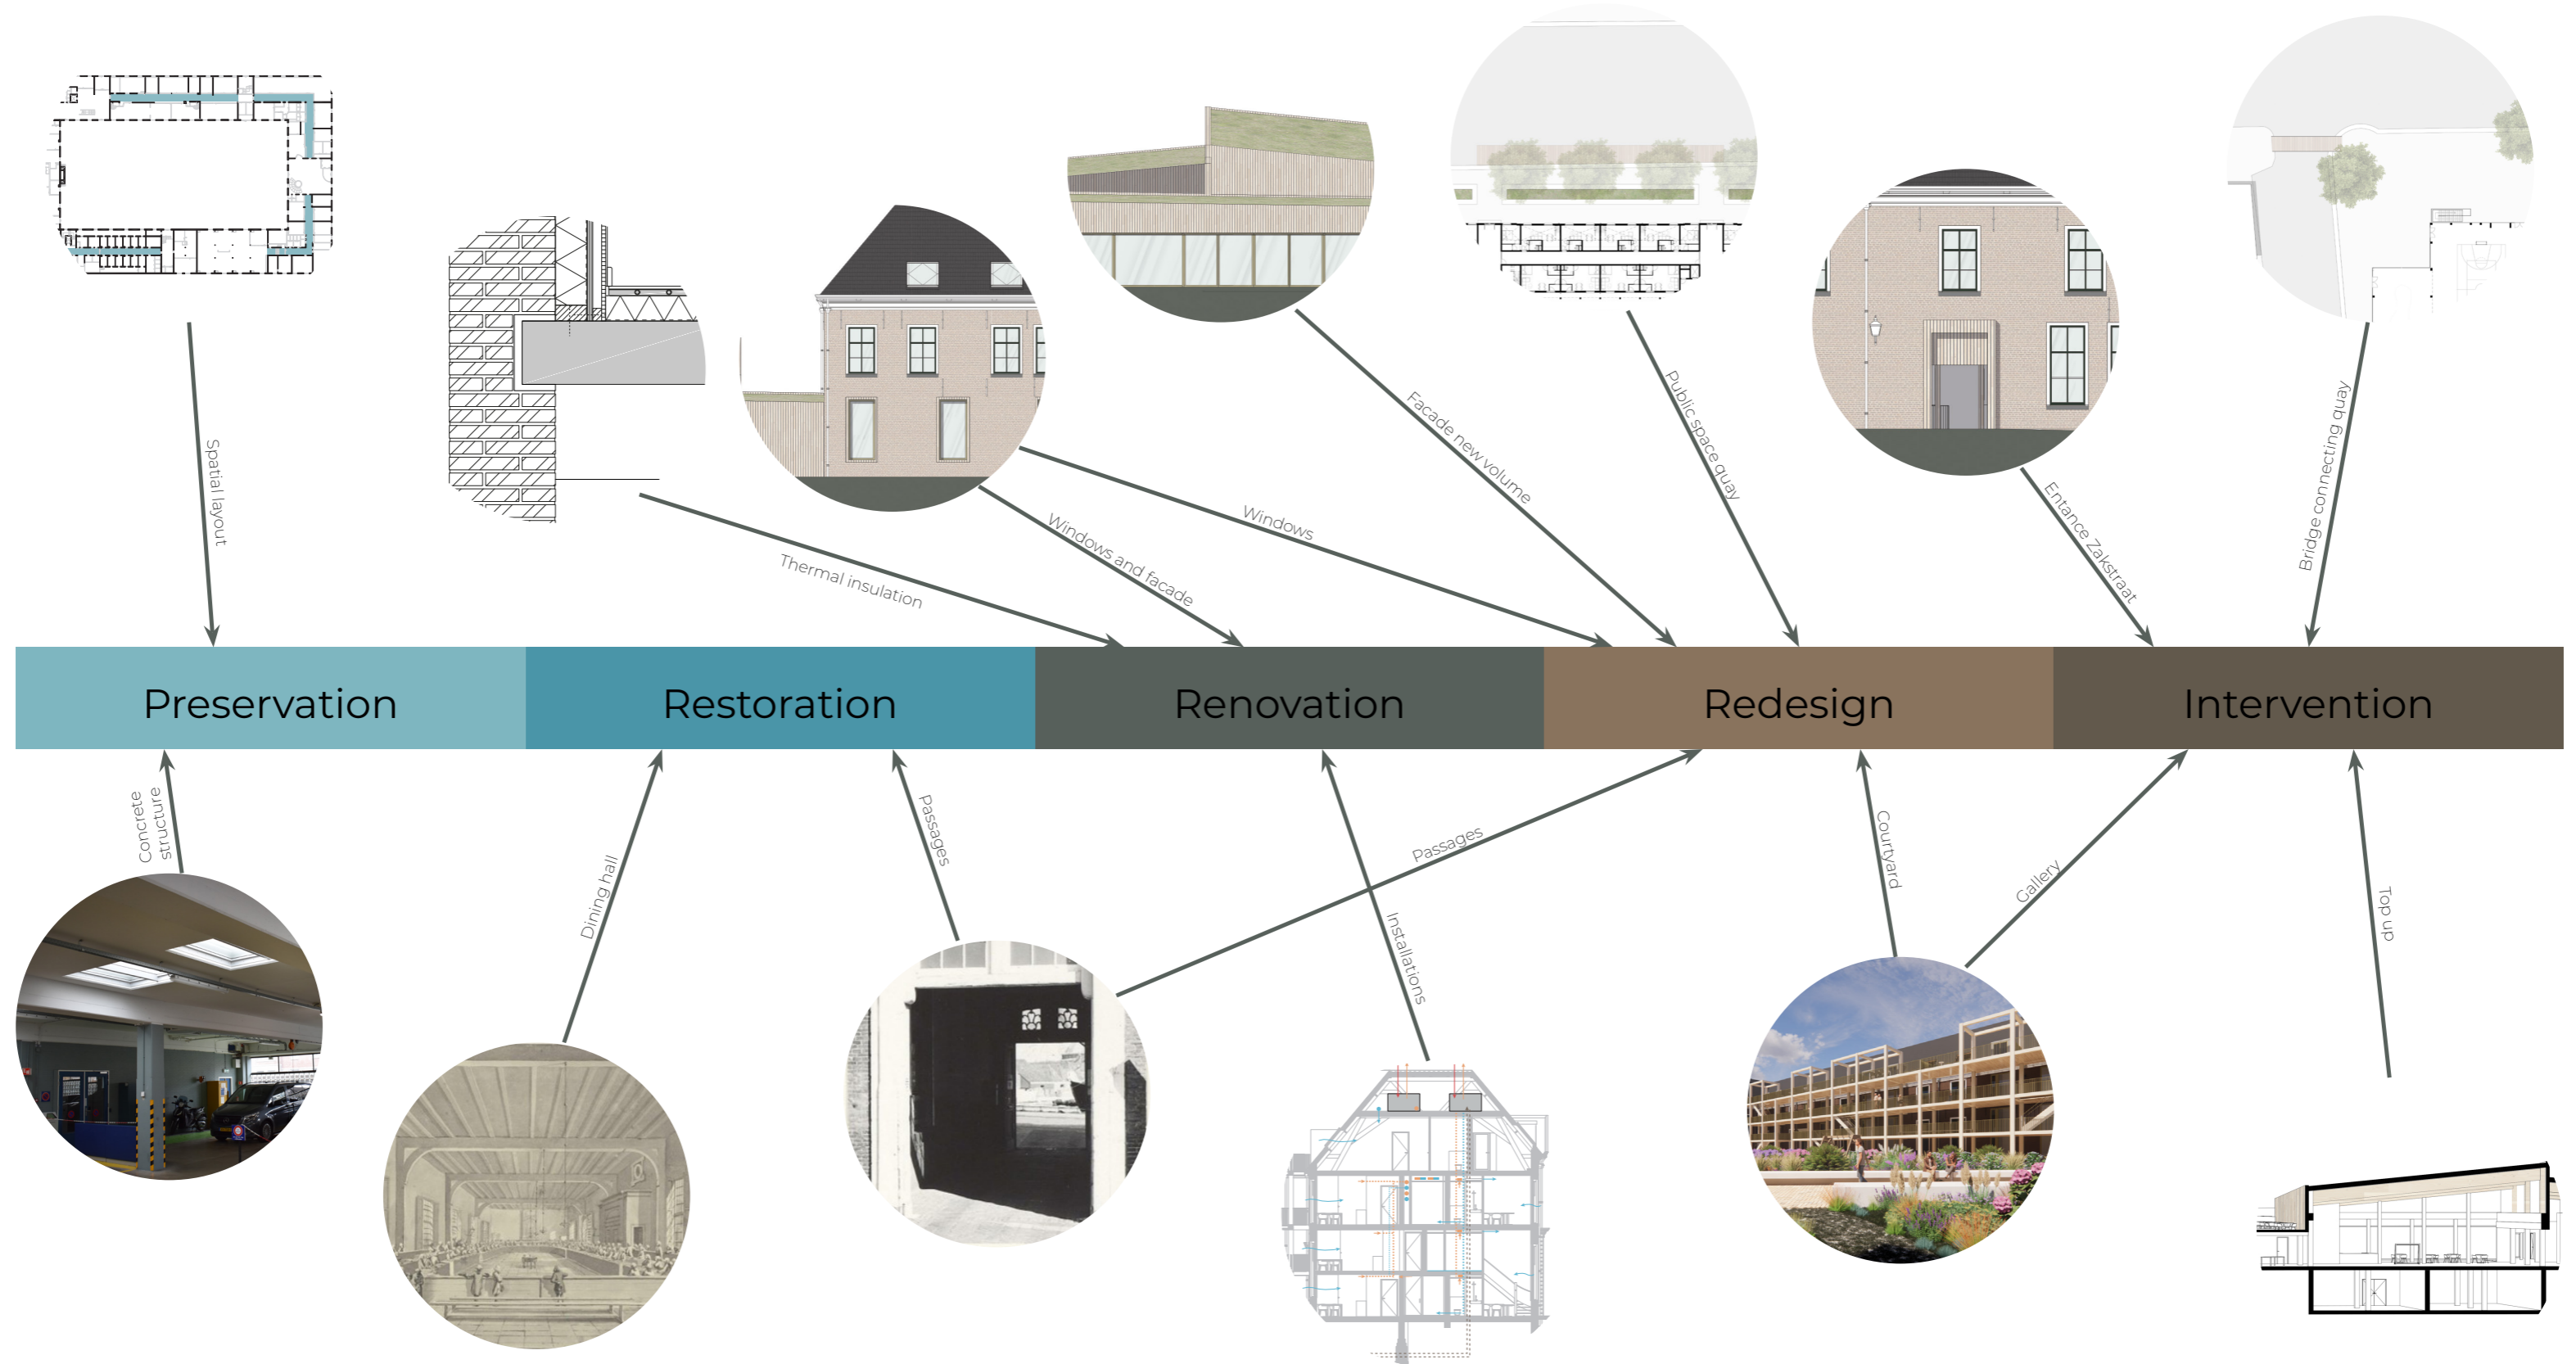 Spatial layout
Thermal insulation
Windows and facade
Windows
Facade new volume
Public space quay
Entance Zakstraat
Bridge connecting quay
Preservation
Restoration
Renovation
Redesign
Intervention
Concrete
structure
Dining hall
Passages
Passages
Installations
Courtyard
Gallery
Top up